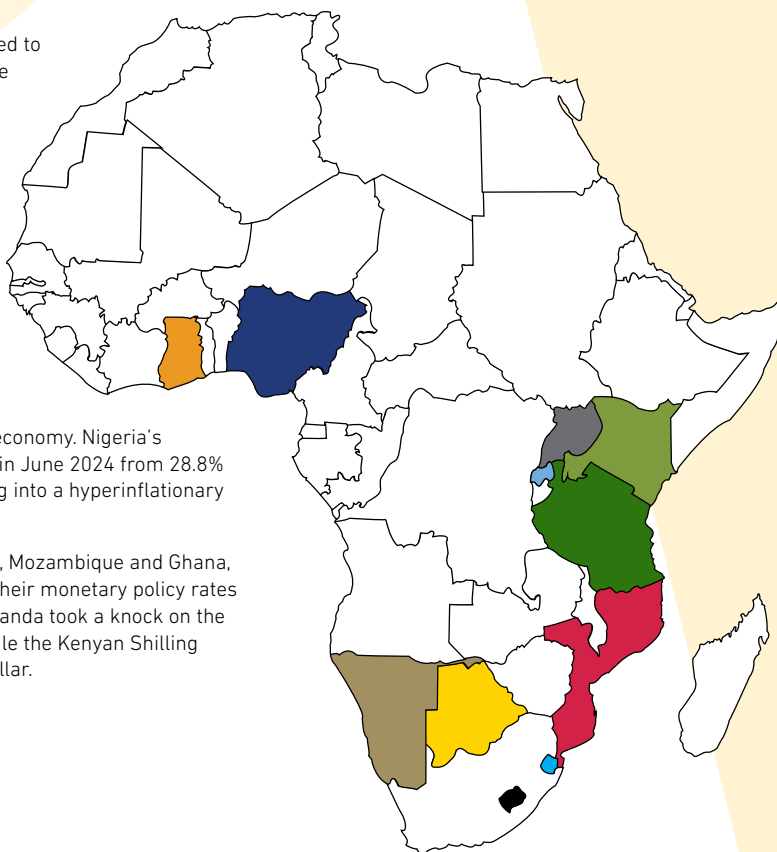 ed to
e
economy. Nigeria's
in June 2024 from 28.8%
g into a hyperinflationary
, Mozambique and Ghana,
heir monetary policy rates
anda took a knock on the
le the Kenyan Shilling
llar.